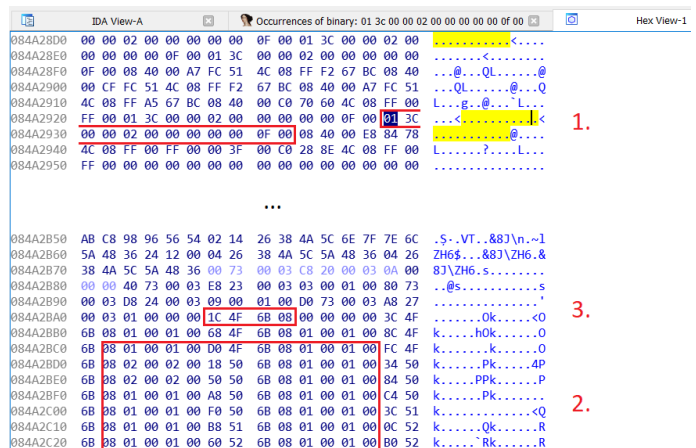 IDA View-A Occurrences of binary: 01 3c 00 00 02 00 00 00 00 00 0f 00 Hex View-1
084A28D0 00 00 02 00 00 00 00 00 0F 00 01 3C 00 00 02 00 ...........<....
084A28E0 00 00 00 00 0F 00 01 3C 00 00 02 00 00 00 00 00 .......<........
084A28F0 0F 00 08 40 00 A7 FC 51 4C 08 FF F2 67 BC 08 40 ...@...QL......@
084A2900 00 CF FC 51 4C 08 FF F2 67 BC 08 40 00 A7 FC 51 ...QL......@...Q
084A2910 4C 08 FF A5 67 BC 08 40 00 C0 70 60 4C 08 FF 00 L...g..@...`L...
084A2920 FF 00 01 3C 00 00 02 00 00 00 00 00 0F 00 01 3C ...<...........<
084A2930 00 00 02 00 00 00 00 00 0F 00 08 40 00 E8 84 78 ...........@....
084A2940 4C 08 FF 00 FF 00 00 3F 00 C0 28 8E 4C 08 FF 00 L......?....L...
084A2950 FF 00 00 00 00 00 00 00 00 00 00 00 00 00 00 00 ................
1.
...
084A2B50 AB C8 98 96 56 54 02 14 26 38 4A 5C 6E 7F 7E 6C .Ș-.VT..&8J\n.~l
084A2B60 5A 48 36 24 12 00 04 26 38 4A 5C 5A 48 36 04 26 ZH6$...&8J\ZH6.&
084A2B70 38 4A 5C 5A 48 36 00 73 00 03 C8 20 00 03 0A 00 8J\ZH6.s........
084A2B80 00 00 40 73 00 03 E8 23 00 03 03 00 01 00 80 73 ..@s...........s
084A2B90 00 03 D8 24 00 03 09 00 01 00 D0 73 00 03 A8 27 ...............'
084A2BA0 00 03 01 00 00 00 1C 4F 6B 08 00 00 00 00 3C 4F .......Ok.....<O
084A2BB0 6B 08 01 00 01 00 68 4F 6B 08 01 00 01 00 8C 4F k.....hOk......O
084A2BC0 6B 08 01 00 01 00 D0 4F 6B 08 01 00 01 00 FC 4F k.......k......O
084A2BD0 6B 08 02 00 02 00 18 50 6B 08 01 00 01 00 34 50 k......Pk.....4P
084A2BE0 6B 08 02 00 02 00 50 50 6B 08 01 00 01 00 84 50 k.....PPk......P
084A2BF0 6B 08 01 00 01 00 A8 50 6B 08 01 00 01 00 C4 50 k......Pk......P
084A2C00 6B 08 01 00 01 00 F0 50 6B 08 01 00 01 00 3C 51 k.............<Q
084A2C10 6B 08 01 00 01 00 B8 51 6B 08 01 00 01 00 0C 52 k......Qk......R
084A2C20 6B 08 01 00 01 00 60 52 6B 08 01 00 01 00 B0 52 k.....`Rk......R
3.
2.